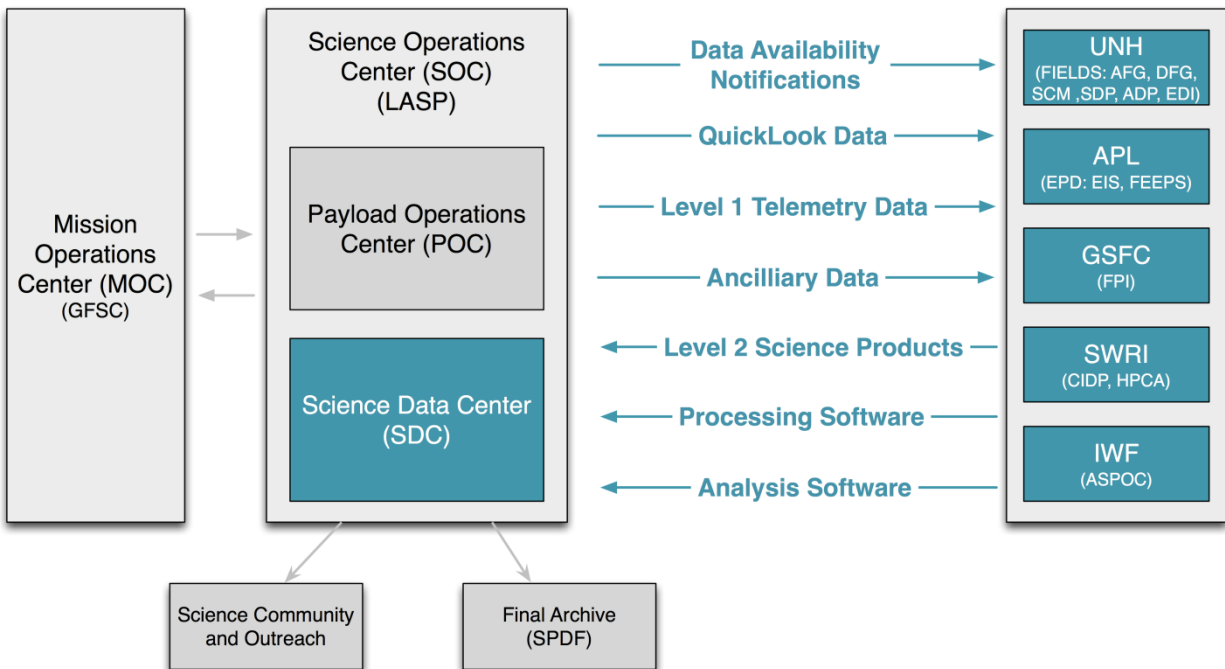 Mission
Operations
Center (MOC)
(GFSC)
Science Operations
Center (SOC)
(LASP)
Payload Operations
Center (POC)
Science Data Center
(SDC)
Data Availability
Notifications
QuickLook Data
Level 1 Telemetry Data
Ancilliary Data
Level 2 Science Products
Processing Software
Analysis Software
UNH
(FIELDS: AFG, DFG,
SCM ,SDP, ADP, EDI)
APL
(EPD: EIS, FEEPS)
GSFC
(FPI)
SWRI
(CIDP, HPCA)
IWF
(ASPOC)
Science Community
and Outreach
Final Archive
(SPDF)